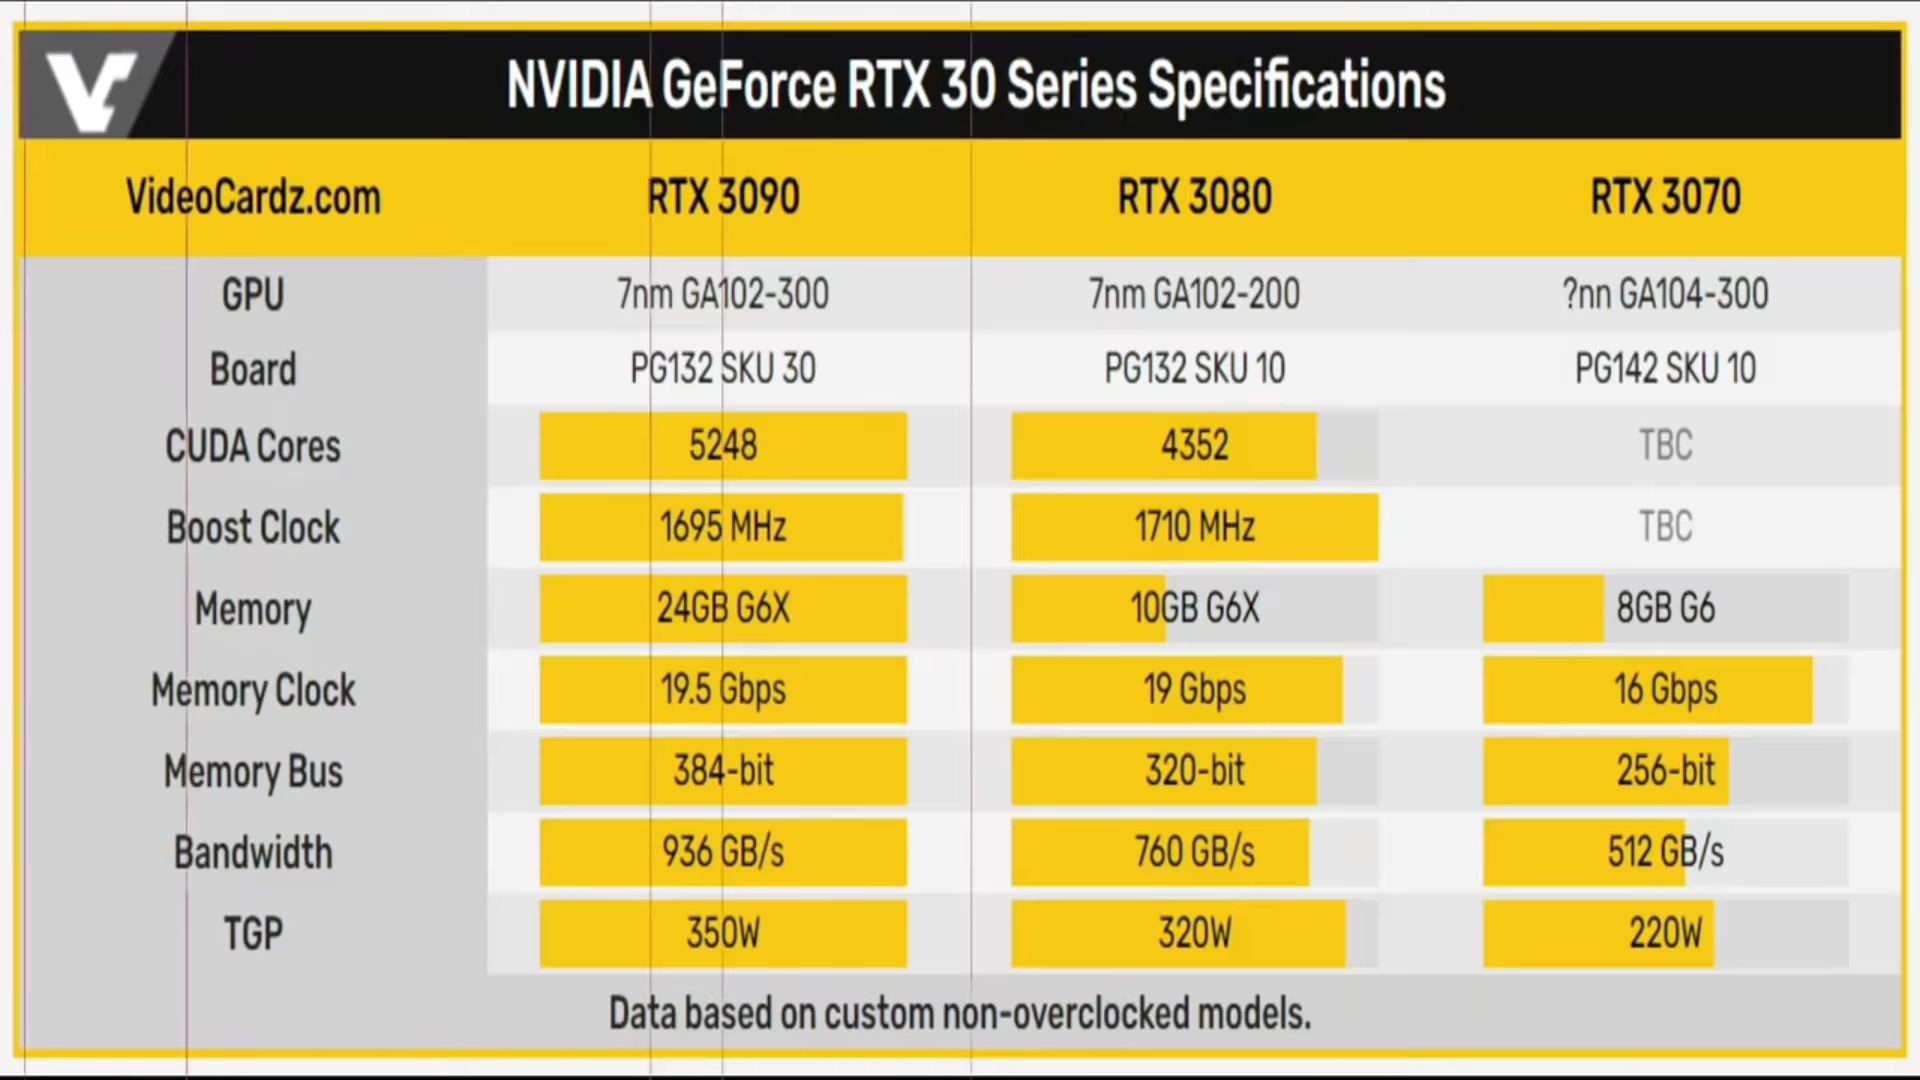 NVIDIA GeForce RTX 30 Series Specifications
VideoCardz.com RTX 3090 RTX 3080 RTX 3070
GPU 7nm GA102-300 7nm GA102-200 ?nn GA104-300
Board PG132 SKU 30 PG132 SKU 10 PG142 SKU 10
CUDA Cores 5248 4352 TBC
Boost Clock 1695 MHz 1710 MHz TBC
Memory 24GB G6X 10GB G6X 8GB G6
Memory Clock 19.5 Gbps 19 Gbps 16 Gbps
Memory Bus 384-bit 320-bit 256-bit
Bandwidth 936 GB/s 760 GB/s 512 GB/s
TGP 350W 320W 220W
Data based on custom non-overclocked models.